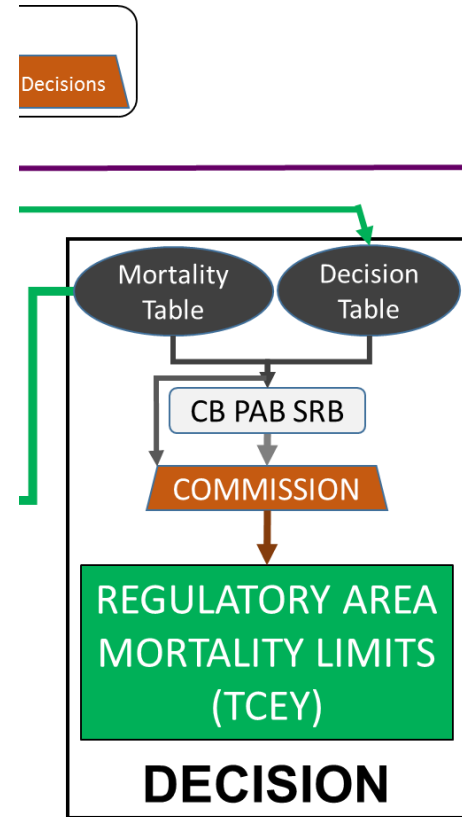 Decisions
Mortality
Table
Decision
Table
CB PAB SRB
COMMISSION
REGULATORY AREA
MORTALITY LIMITS
(TCEY)
DECISION